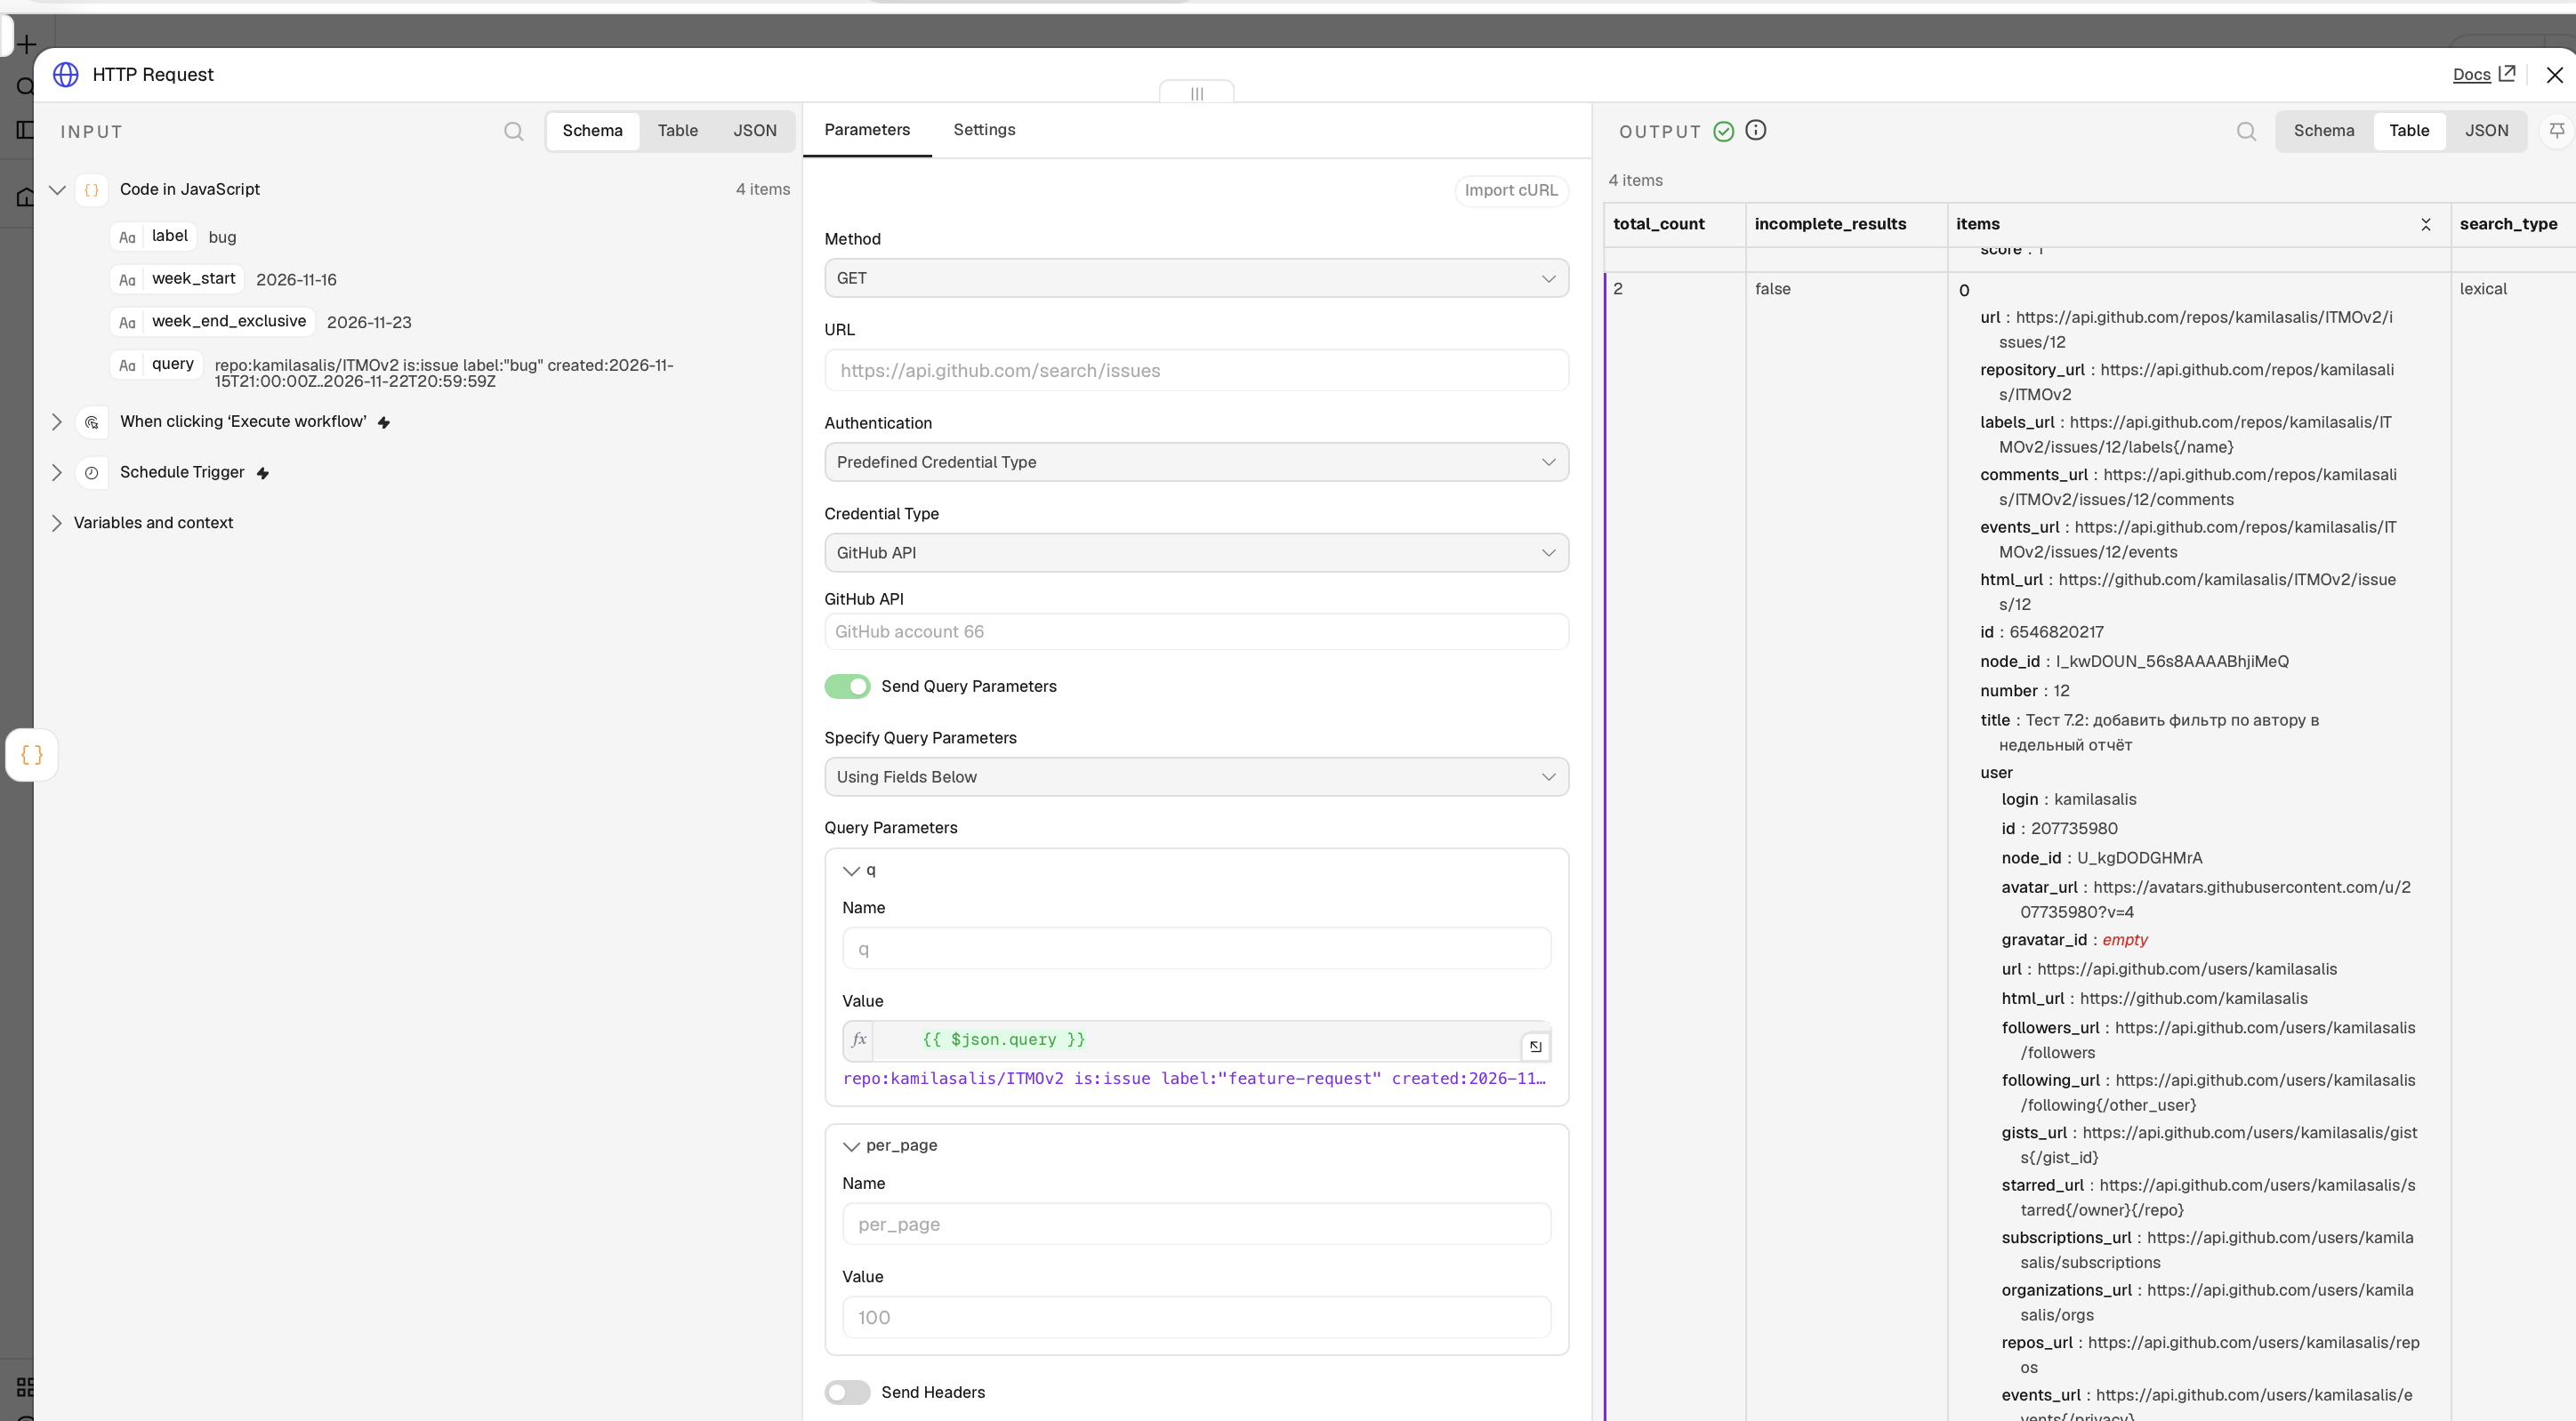 HTTP Request
Docs
INPUT
Schema
Table
JSON
Code in JavaScript
4 items
Aa label bug
Aa week_start 2026-11-16
Aa week_end_exclusive 2026-11-23
Aa query repo:kamilasalis/ITMOv2 is:issue label:"bug" created:2026-11-
15T21:00:00Z..2026-11-22T20:59:59Z
When clicking ‘Execute workflow’
Schedule Trigger
Variables and context
Parameters
Settings
Import cURL
Method
GET
URL
https://api.github.com/search/issues
Authentication
Predefined Credential Type
Credential Type
GitHub API
GitHub API
GitHub account 66
Send Query Parameters
Specify Query Parameters
Using Fields Below
Query Parameters
q
Name
q
Value
fx {{ $json.query }}
repo:kamilasalis/ITMOv2 is:issue label:"feature-request" created:2026-11…
per_page
Name
per_page
Value
100
Send Headers
OUTPUT
Schema
Table
JSON
4 items
total_count
incomplete_results
items
search_type
score : 1
2
false
lexical
0
url : https://api.github.com/repos/kamilasalis/ITMOv2/i
ssues/12
repository_url : https://api.github.com/repos/kamilasali
s/ITMOv2
labels_url : https://api.github.com/repos/kamilasalis/IT
MOv2/issues/12/labels{/name}
comments_url : https://api.github.com/repos/kamilasali
s/ITMOv2/issues/12/comments
events_url : https://api.github.com/repos/kamilasalis/IT
MOv2/issues/12/events
html_url : https://github.com/kamilasalis/ITMOv2/issue
s/12
id : 6546820217
node_id : I_kwDOUN_56s8AAAABhjiMeQ
number : 12
title : Тест 7.2: добавить фильтр по автору в
недельный отчёт
user
login : kamilasalis
id : 207735980
node_id : U_kgDODGHMrA
avatar_url : https://avatars.githubusercontent.com/u/2
07735980?v=4
gravatar_id : empty
url : https://api.github.com/users/kamilasalis
html_url : https://github.com/kamilasalis
followers_url : https://api.github.com/users/kamilasalis
/followers
following_url : https://api.github.com/users/kamilasalis
/following{/other_user}
gists_url : https://api.github.com/users/kamilasalis/gist
s{/gist_id}
starred_url : https://api.github.com/users/kamilasalis/s
tarred{/owner}{/repo}
subscriptions_url : https://api.github.com/users/kamila
salis/subscriptions
organizations_url : https://api.github.com/users/kamila
salis/orgs
repos_url : https://api.github.com/users/kamilasalis/rep
os
events_url : https://api.github.com/users/kamilasalis/e
vents{/privacy}